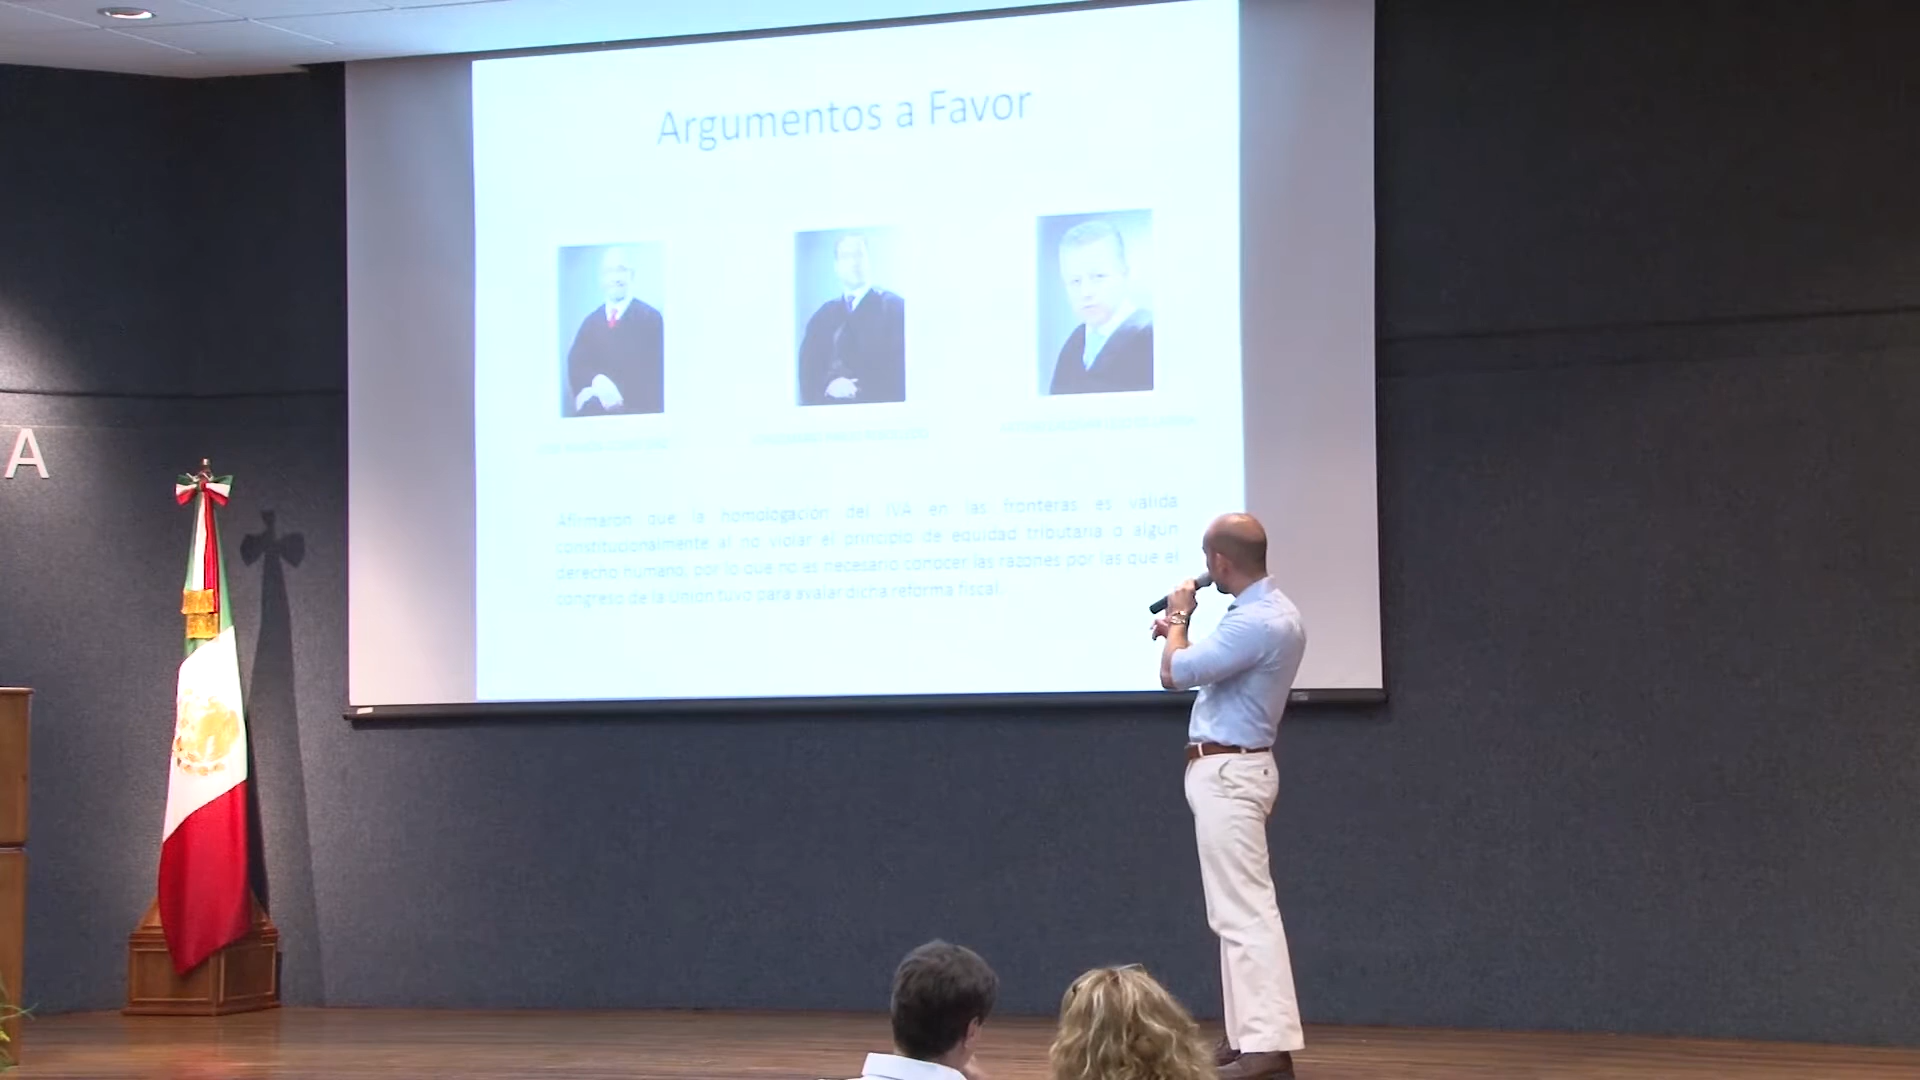 Argumentos a Favor
A
Afirmaron que la homologación del IVA en las fronteras es valida
constitucionalmente al no violar el principio de equidad tributaria o algún
derecho humano, por lo que no es necesario conocer las razones por las que el
congreso de la unión tuvo para avalar dicha reforma fiscal.